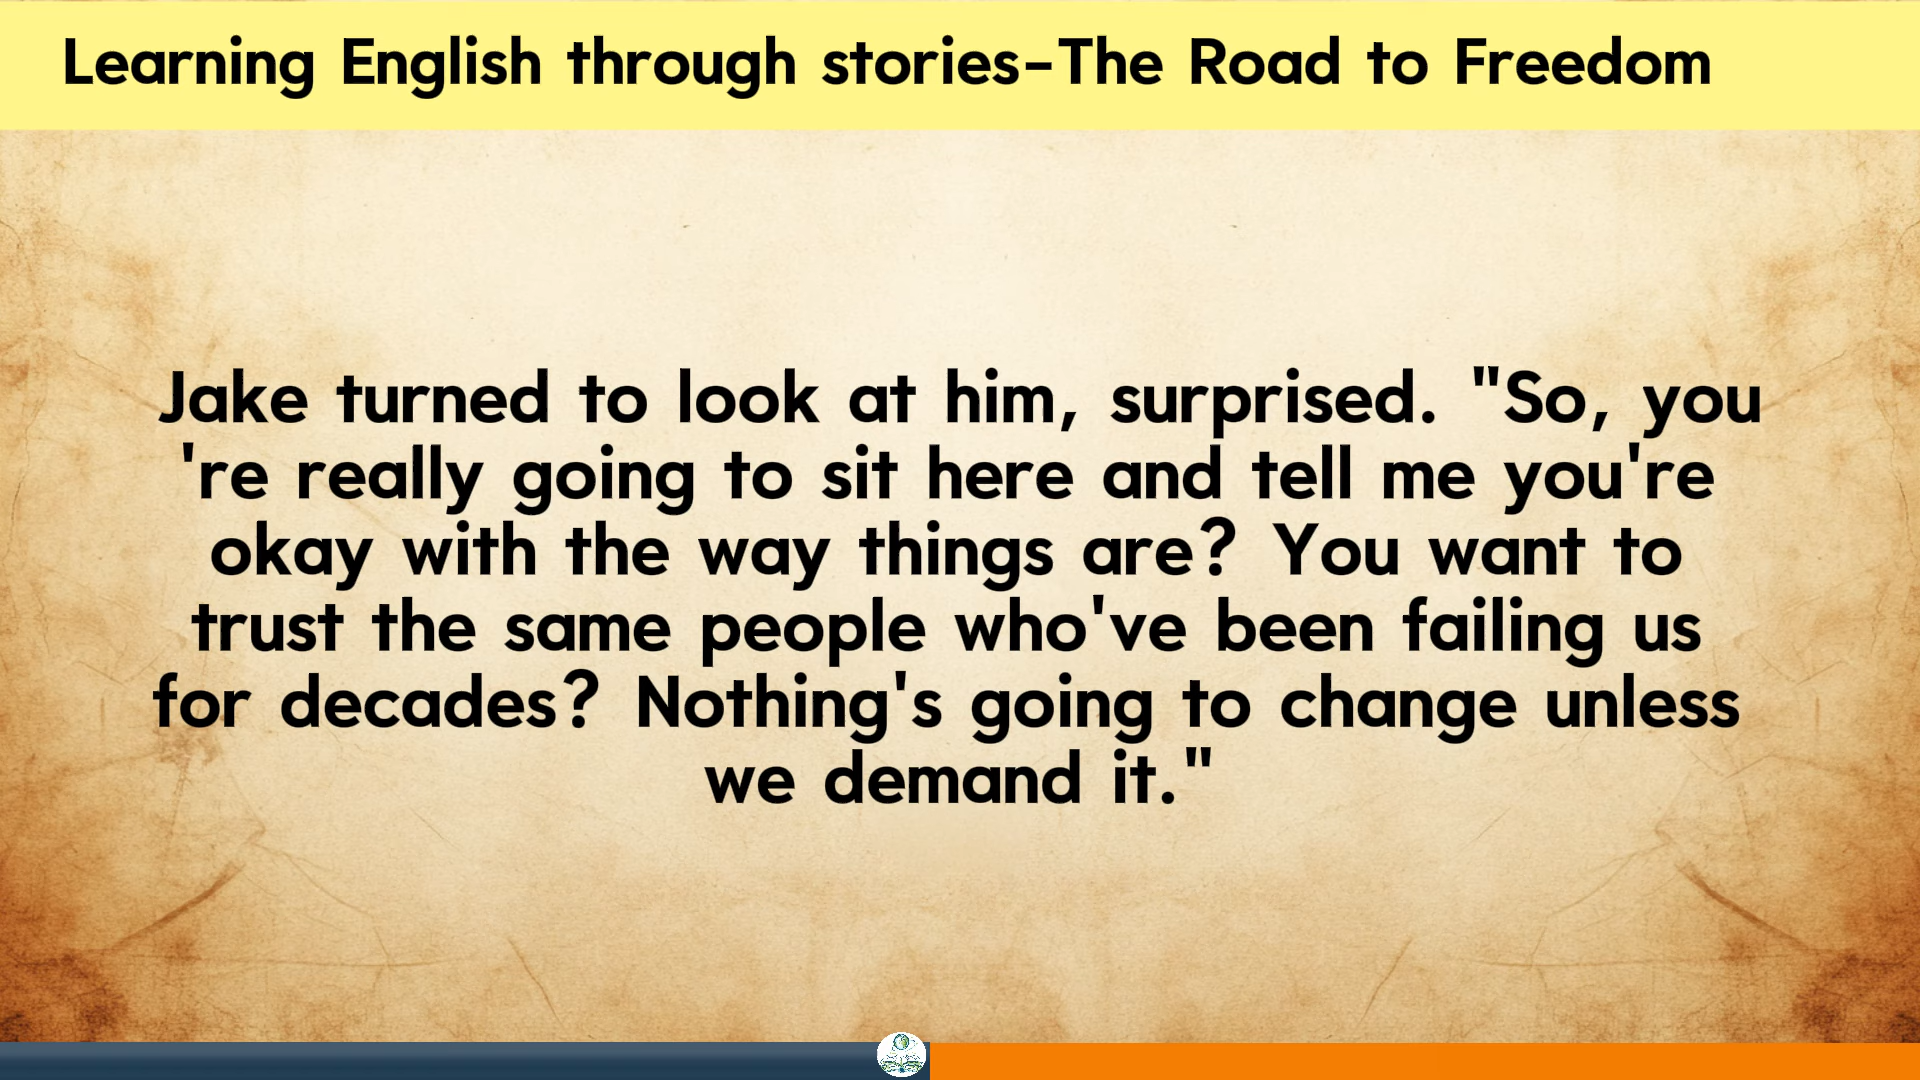 Learning English through stories-The Road to Freedom
Jake turned to look at him, surprised. "So, you
're really going to sit here and tell me you're
okay with the way things are? You want to
trust the same people who've been failing us
for decades? Nothing's going to change unless
we demand it."